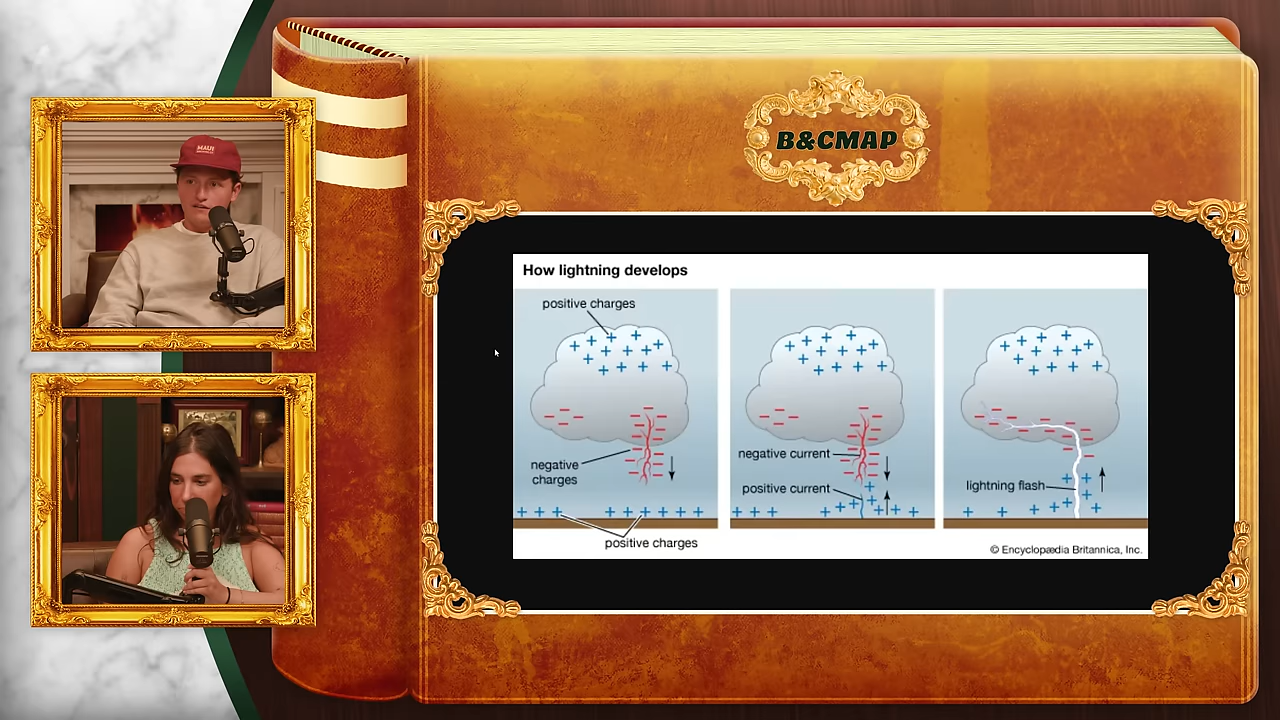 MAUI
B&CMAP
How lightning develops
positive charges
negative
charges
positive charges
negative current
positive current
lightning flash
© Encyclopædia Britannica, Inc.